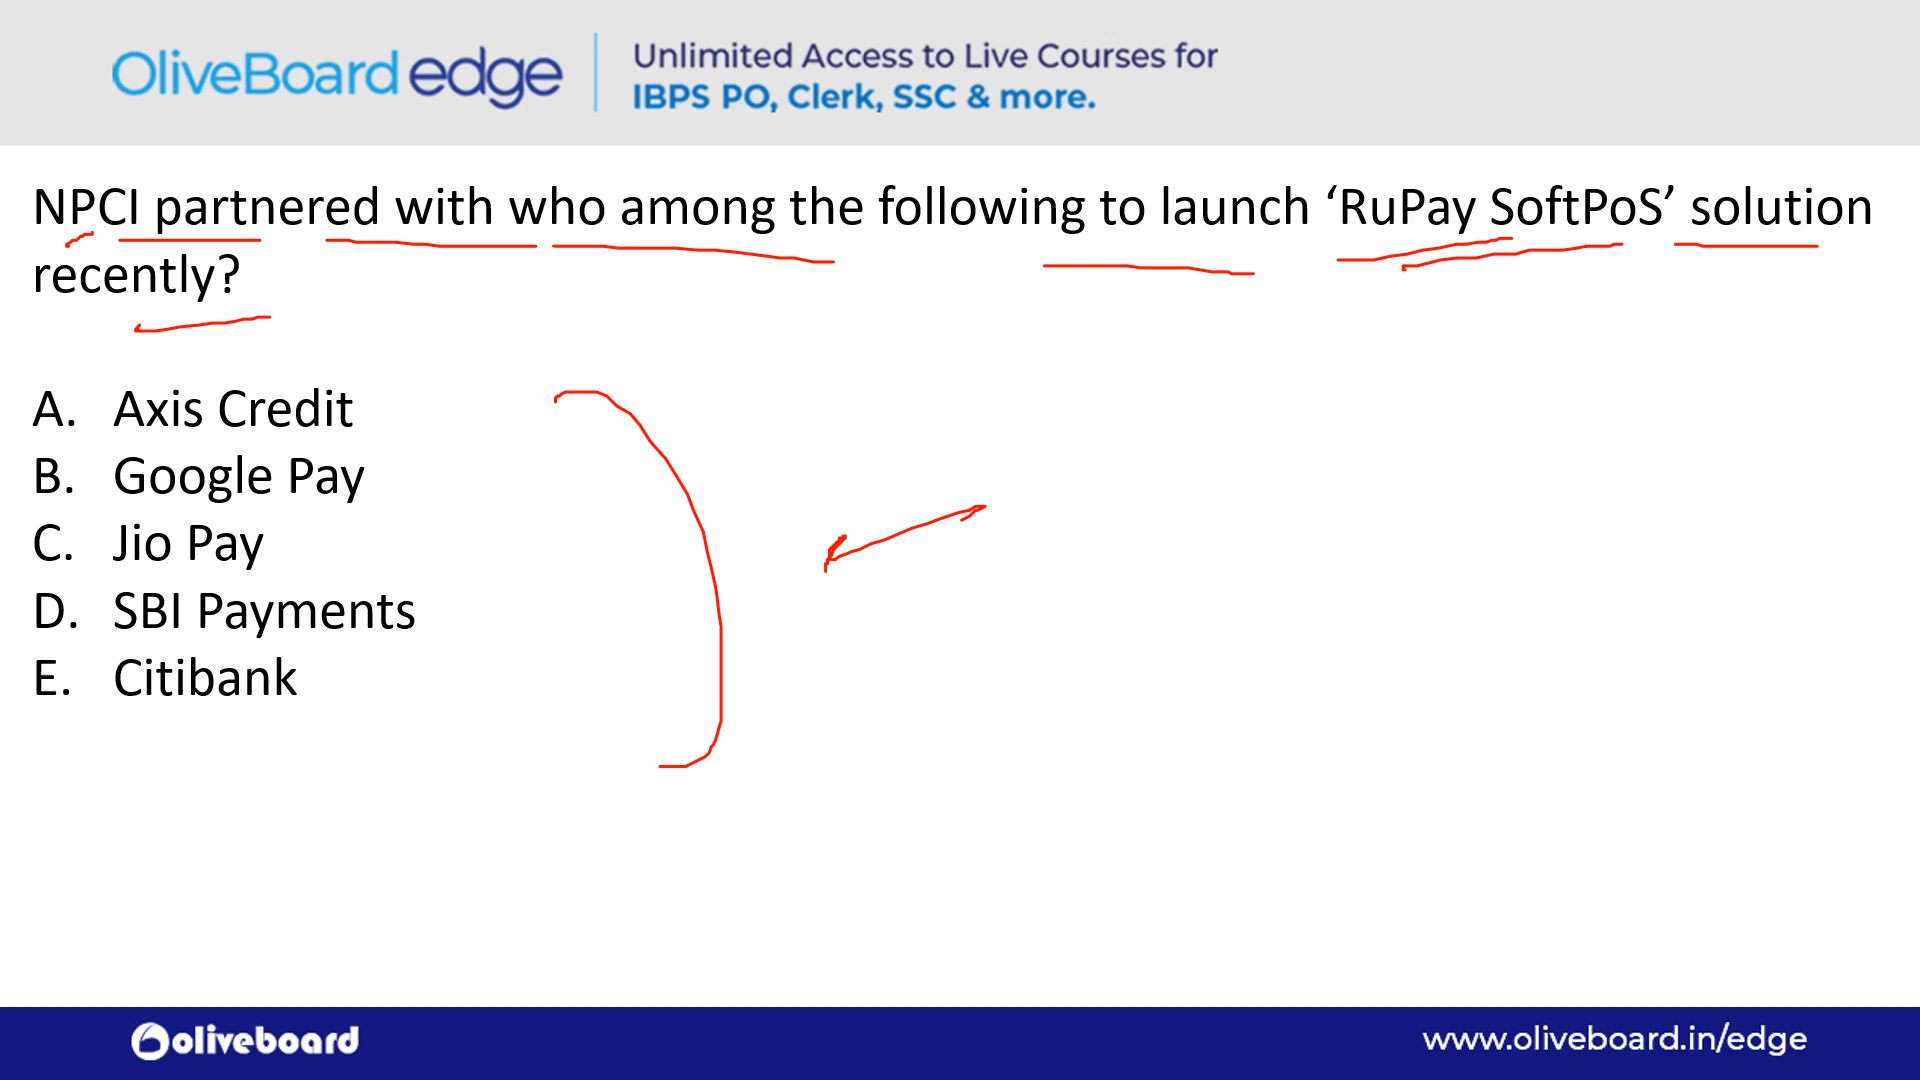 OliveBoard edge
Unlimited Access to Live Courses for
IBPS PO, Clerk, SSC & more.
NPCI partnered with who among the following to launch ‘RuPay SoftPoS’ solution
recently?
A. Axis Credit
B. Google Pay
C. Jio Pay
D. SBI Payments
E. Citibank
oliveboard
www.oliveboard.in/edge